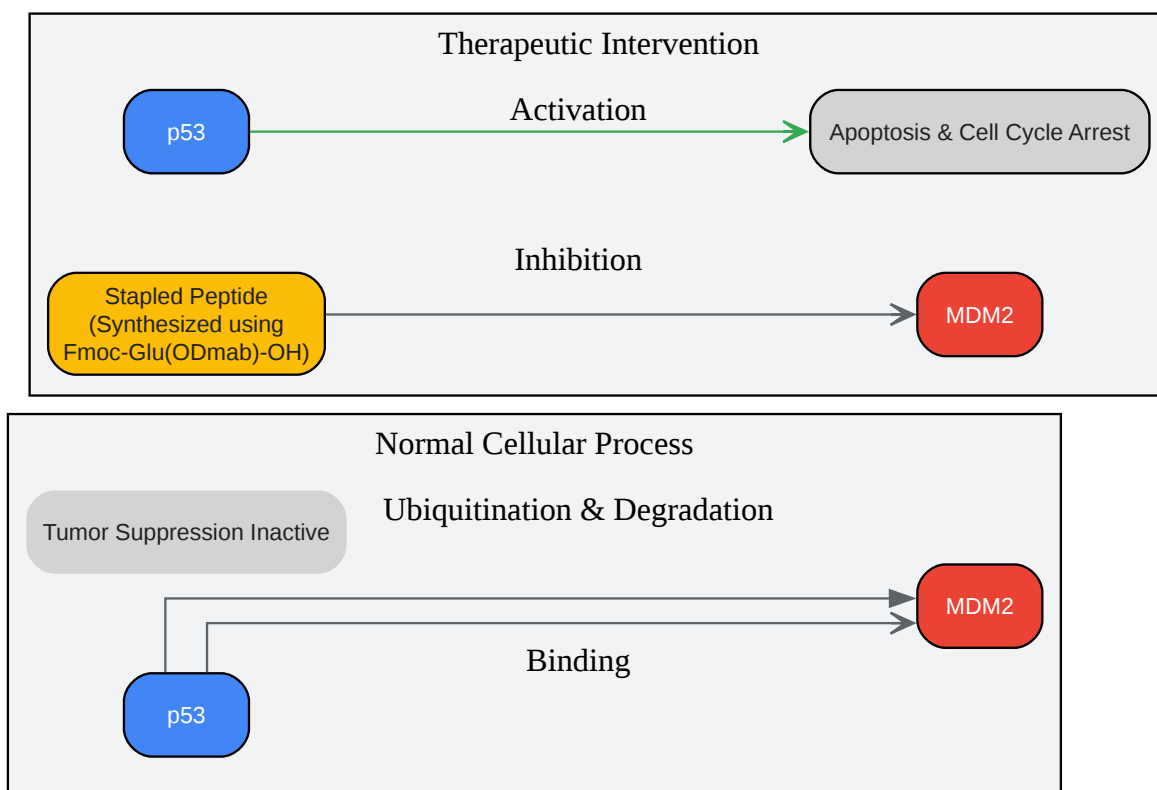 Therapeutic Intervention
Activation
p53
Apoptosis & Cell Cycle Arrest
Inhibition
Stapled Peptide
(Synthesized using
Fmoc-Glu(ODmab)-OH)
MDM2
Normal Cellular Process
Ubiquitination & Degradation
Tumor Suppression Inactive
MDM2
Binding
p53